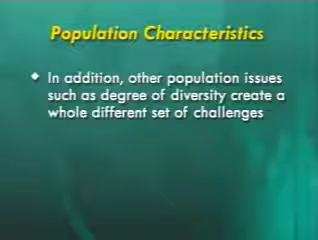 Population Characteristics
In addition, other population issues
such as degree of diversity create a
whole different set of challenges